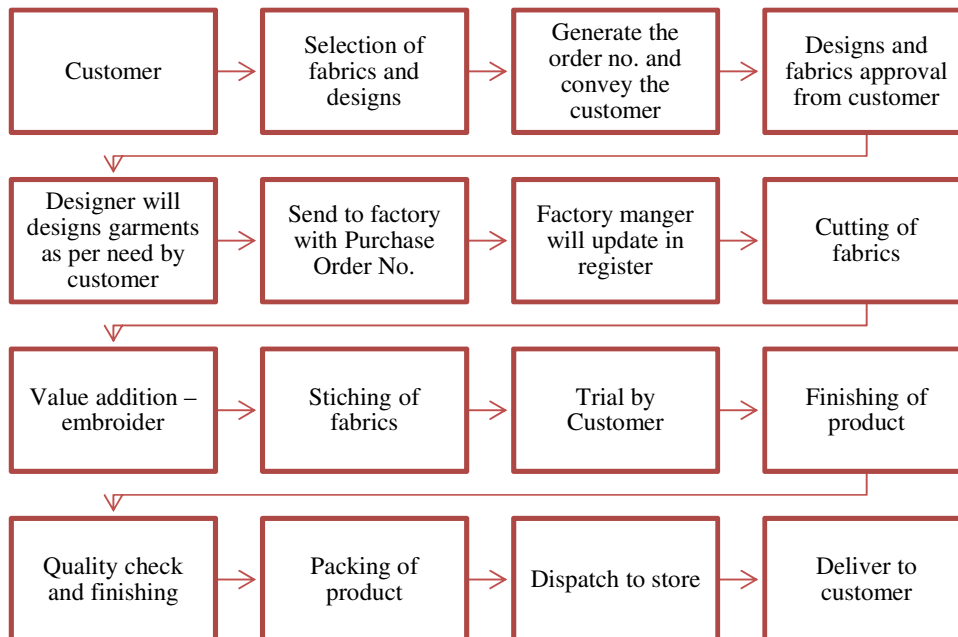 Customer
Selection of
fabrics and
designs
Generate the
order no. and
convey the
customer
Designs and
fabrics approval
from customer
Designer will
designs garments
as per need by
customer
Send to factory
with Purchase
Order No.
Factory manger
will update in
register
Cutting of
fabrics
Value addition –
embroider
Stiching of
fabrics
Trial by
Customer
Finishing of
product
Quality check
and finishing
Packing of
product
Dispatch to store
Deliver to
customer